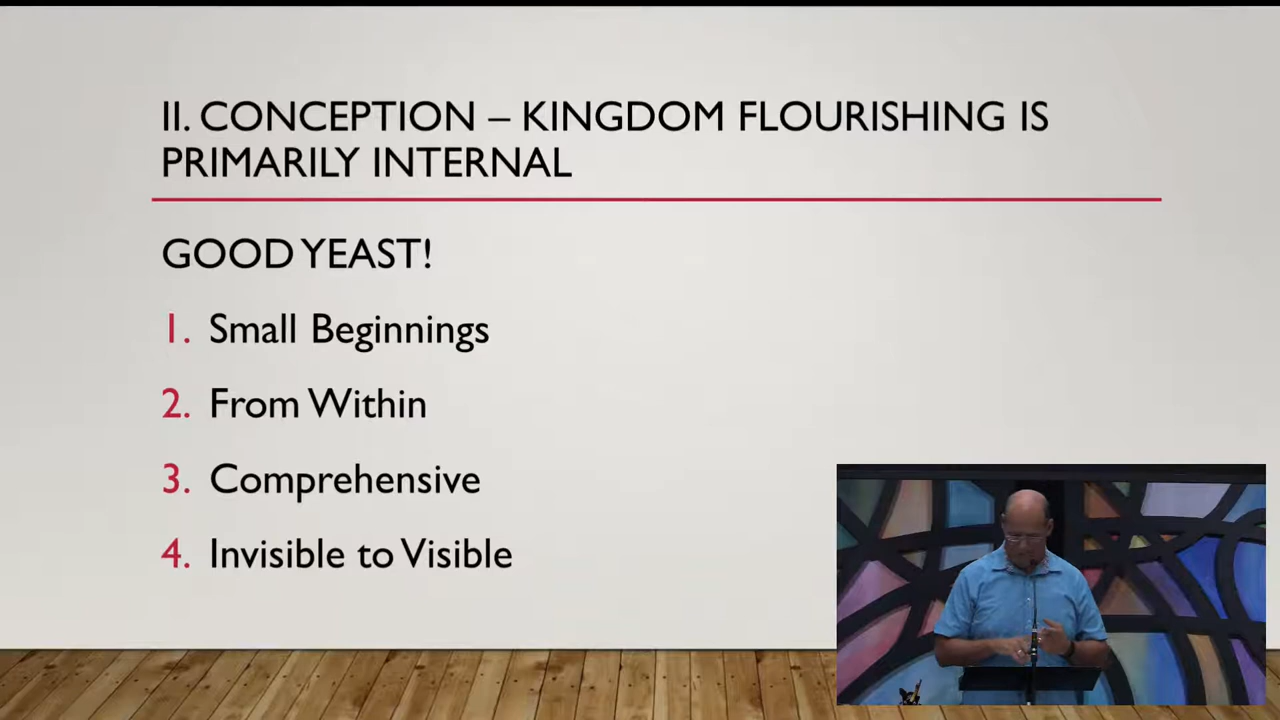 II. CONCEPTION – KINGDOM FLOURISHING IS
PRIMARILY INTERNAL
GOOD YEAST!
1. Small Beginnings
2. From Within
3. Comprehensive
4. Invisible to Visible